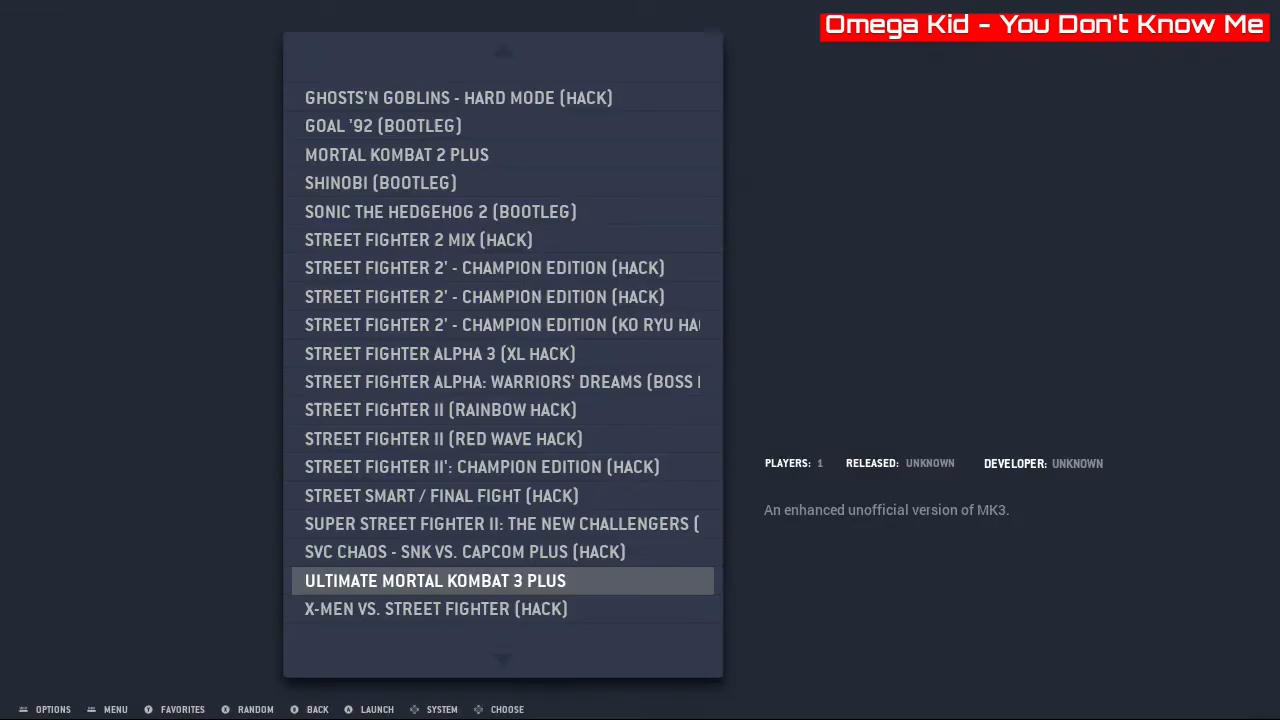 Omega Kid - You Don't Know Me
GHOSTS'N GOBLINS - HARD MODE (HACK)
GOAL '92 (BOOTLEG)
MORTAL KOMBAT 2 PLUS
SHINOBI (BOOTLEG)
SONIC THE HEDGEHOG 2 (BOOTLEG)
STREET FIGHTER 2 MIX (HACK)
STREET FIGHTER 2' - CHAMPION EDITION (HACK)
STREET FIGHTER 2' - CHAMPION EDITION (HACK)
STREET FIGHTER 2' - CHAMPION EDITION (KO RYU HA
STREET FIGHTER ALPHA 3 (XL HACK)
STREET FIGHTER ALPHA: WARRIORS' DREAMS (BOSS
STREET FIGHTER II (RAINBOW HACK)
STREET FIGHTER II (RED WAVE HACK)
STREET FIGHTER II': CHAMPION EDITION (HACK)
STREET SMART / FINAL FIGHT (HACK)
SUPER STREET FIGHTER II: THE NEW CHALLENGERS (
SVC CHAOS - SNK VS. CAPCOM PLUS (HACK)
ULTIMATE MORTAL KOMBAT 3 PLUS
X-MEN VS. STREET FIGHTER (HACK)
PLAYERS: 1 RELEASED: UNKNOWN DEVELOPER: UNKNOWN
An enhanced unofficial version of MK3.
OPTIONS MENU FAVORITES RANDOM BACK LAUNCH SYSTEM CHOOSE